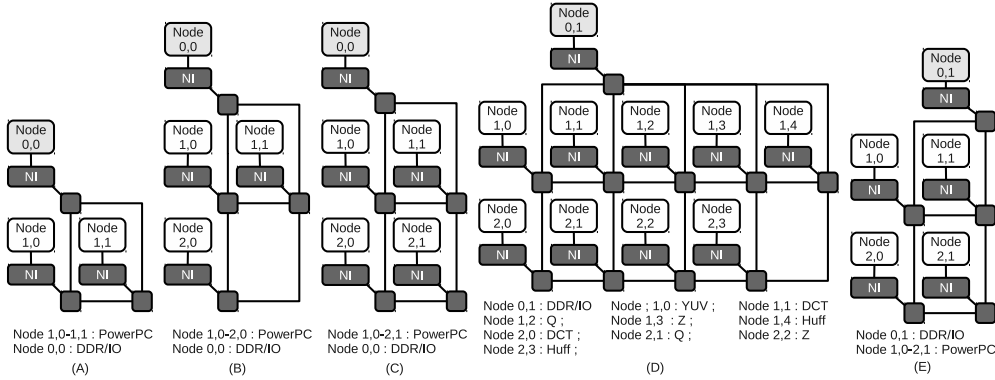 Node
0,0
NI
Node
1,0
NI
Node
1,1
NI
Node 1,0-1,1 : PowerPC
Node 0,0 : DDR/IO
(A)
Node
0,0
NI
Node
1,0
NI
Node
1,1
NI
Node
2,0
NI
Node 1,0-2,0 : PowerPC
Node 0,0 : DDR/IO
(B)
Node
0,0
NI
Node
1,0
NI
Node
1,1
NI
Node
2,0
NI
Node
2,1
NI
Node 1,0-2,1 : PowerPC
Node 0,0 : DDR/IO
(C)
Node
0,1
NI
Node
1,0
NI
Node
1,1
NI
Node
1,2
NI
Node
1,3
NI
Node
1,4
NI
Node
2,0
NI
Node
2,1
NI
Node
2,2
NI
Node
2,3
NI
Node 0,1 : DDR/IO Node ; 1,0 : YUV ; Node 1,1 : DCT
Node 1,2 : Q ; Node 1,3 : Z ; Node 1,4 : Huff
Node 2,0 : DCT ; Node 2,1 : Q ; Node 2,2 : Z
Node 2,3 : Huff ;
(D)
Node
0,1
NI
Node
1,0
NI
Node
1,1
NI
Node
2,0
NI
Node
2,1
NI
Node 0,1 : DDR/IO
Node 1,0-2,1 : PowerPC
(E)